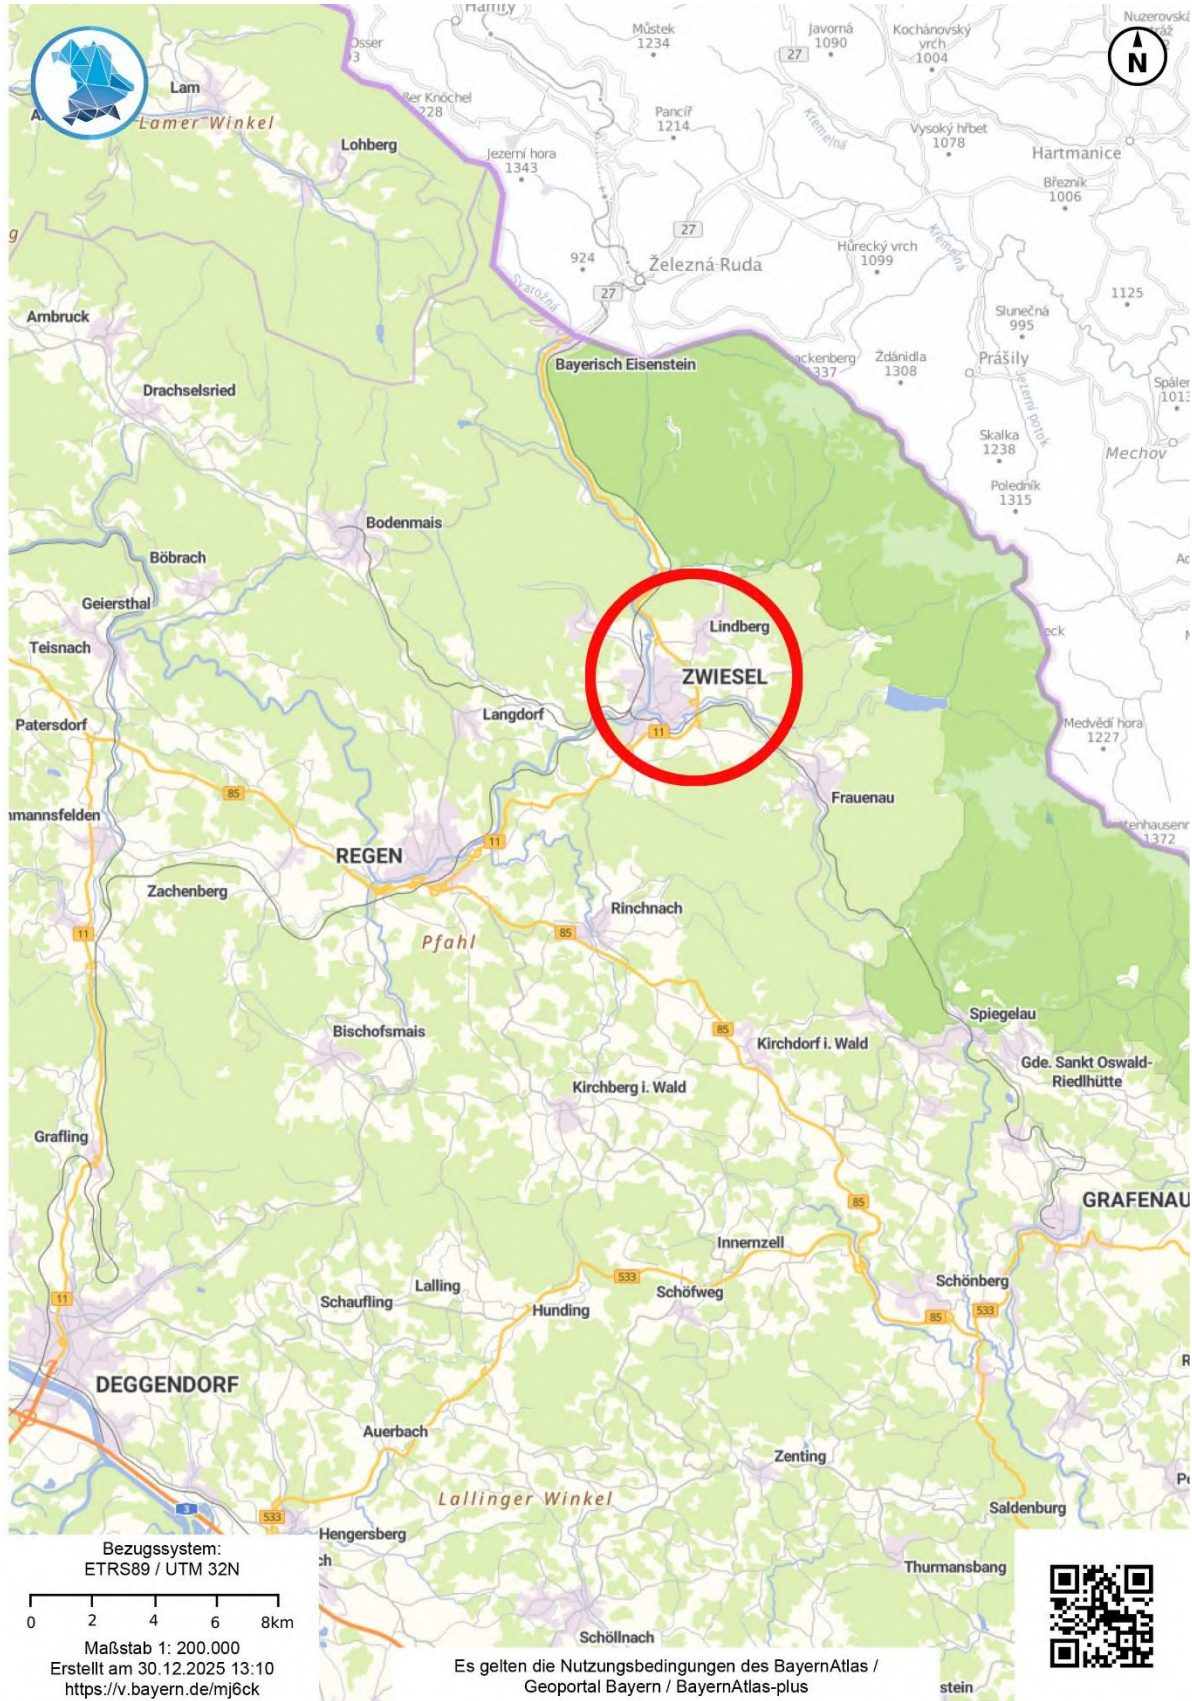 Hamry
Můstek
1234
Javorná
1090
Kochánovský
vrch
1004
27
N
Lam
Lamer Winkel
Pancíř
1214
Vysoký hřbet
1078
Křemelná
Hartmanice
Lohberg
Jezerní hora
1343
Březník
1006
27
Hůrecký vrch
1099
Křemelná
924
Železná Ruda
27
Svarožná
1125
Slunečná
995
Arnbruck
Bayerisch Eisenstein
Ždánidla
1308
Prášily
Jezerní potok
Drachselsried
Skalka
1238
Mechov
Poledník
1315
Bodenmais
Böbrach
Geiersthal
Teisnach
Lindberg
ZWIESEL
Patersdorf
Langdorf
11
Medvědí hora
1227
85
Frauenau
11
REGEN
1372
Zachenberg
Rinchnach
11
Pfahl
85
Spiegelau
85
Bischofsmais
Kirchdorf i. Wald
Gde. Sankt Oswald-
Riedlhütte
Kirchberg i. Wald
Grafling
85
GRAFENAU
Innernzell
533
Lalling
Schöfweg
Schönberg
11
Schaufling
Hunding
85
533
DEGGENDORF
Auerbach
Zenting
Lallinger Winkel
3
533
Saldenburg
Hengersberg
Thurmansbang
Schöllnach
Bezugssystem:
ETRS89 / UTM 32N
0 2 4 6 8km
Maßstab 1: 200.000
Erstellt am 30.12.2025 13:10
https://v.bayern.de/mj6ck
Es gelten die Nutzungsbedingungen des BayernAtlas /
Geoportal Bayern / BayernAtlas-plus